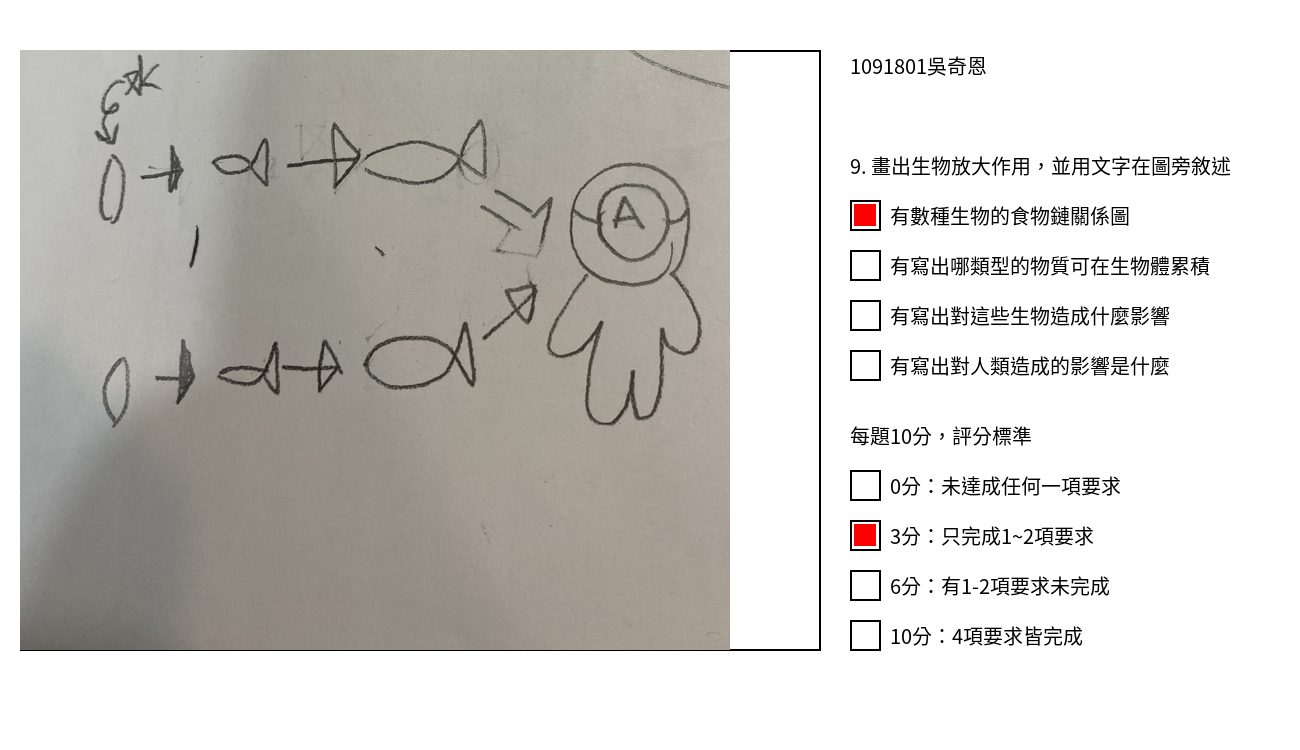 1091801吳奇恩
9. 畫出生物放大作用，並用文字在圖旁敘述
有數種生物的食物鏈關係圖
有寫出哪類型的物質可在生物體累積
有寫出對這些生物造成什麼影響
有寫出對人類造成的影響是什麼
每題10分，評分標準
0分：未達成任何一項要求
3分：只完成1~2項要求
6分：有1-2項要求未完成
10分：4項要求皆完成
A